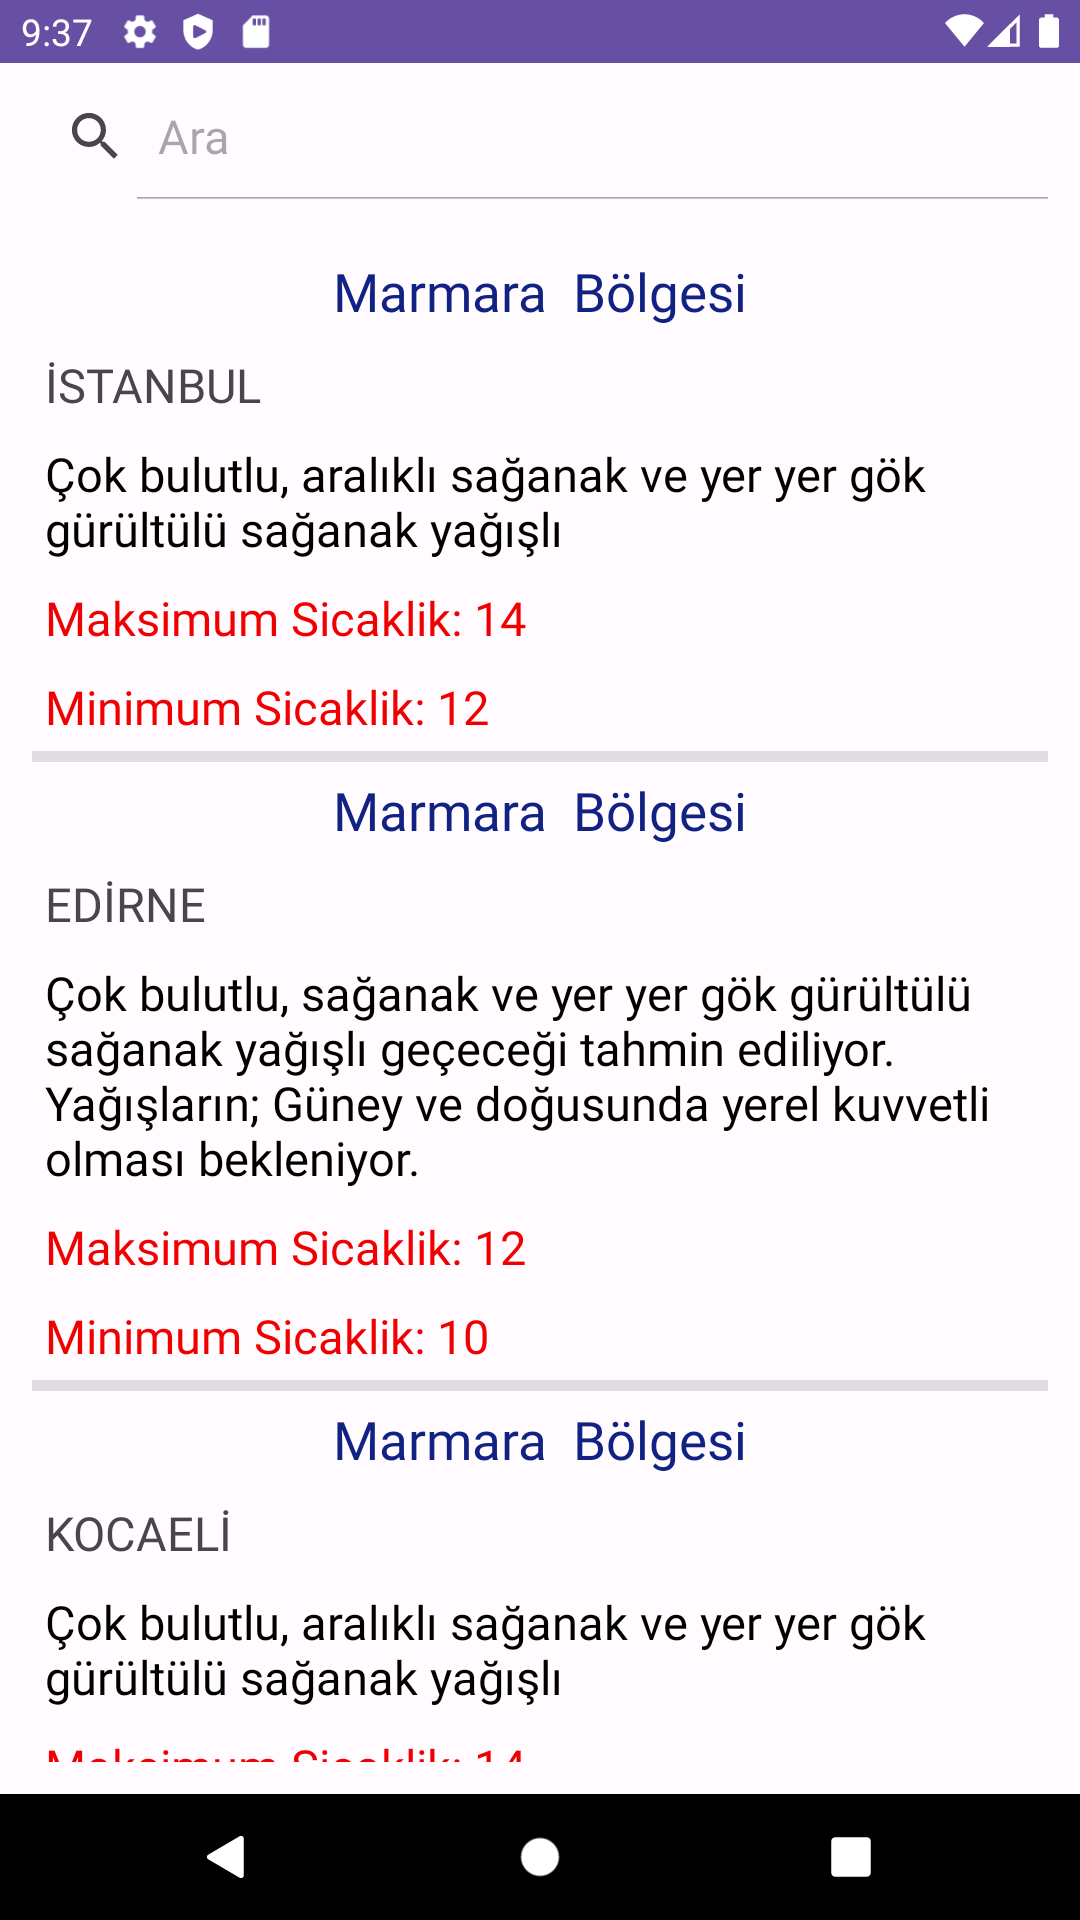 9:37
Ara
Marmara Bölgesi
İSTANBUL
Çok bulutlu, aralıklı sağanak ve yer yer gök
gürültülü sağanak yağışlı
Maksimum Sicaklik: 14
Minimum Sicaklik: 12
Marmara Bölgesi
EDİRNE
Çok bulutlu, sağanak ve yer yer gök gürültülü
sağanak yağışlı geçeceği tahmin ediliyor.
Yağışların; Güney ve doğusunda yerel kuvvetli
olması bekleniyor.
Maksimum Sicaklik: 12
Minimum Sicaklik: 10
Marmara Bölgesi
KOCAELİ
Çok bulutlu, aralıklı sağanak ve yer yer gök
gürültülü sağanak yağışlı
Maksimum Sicaklik: 14